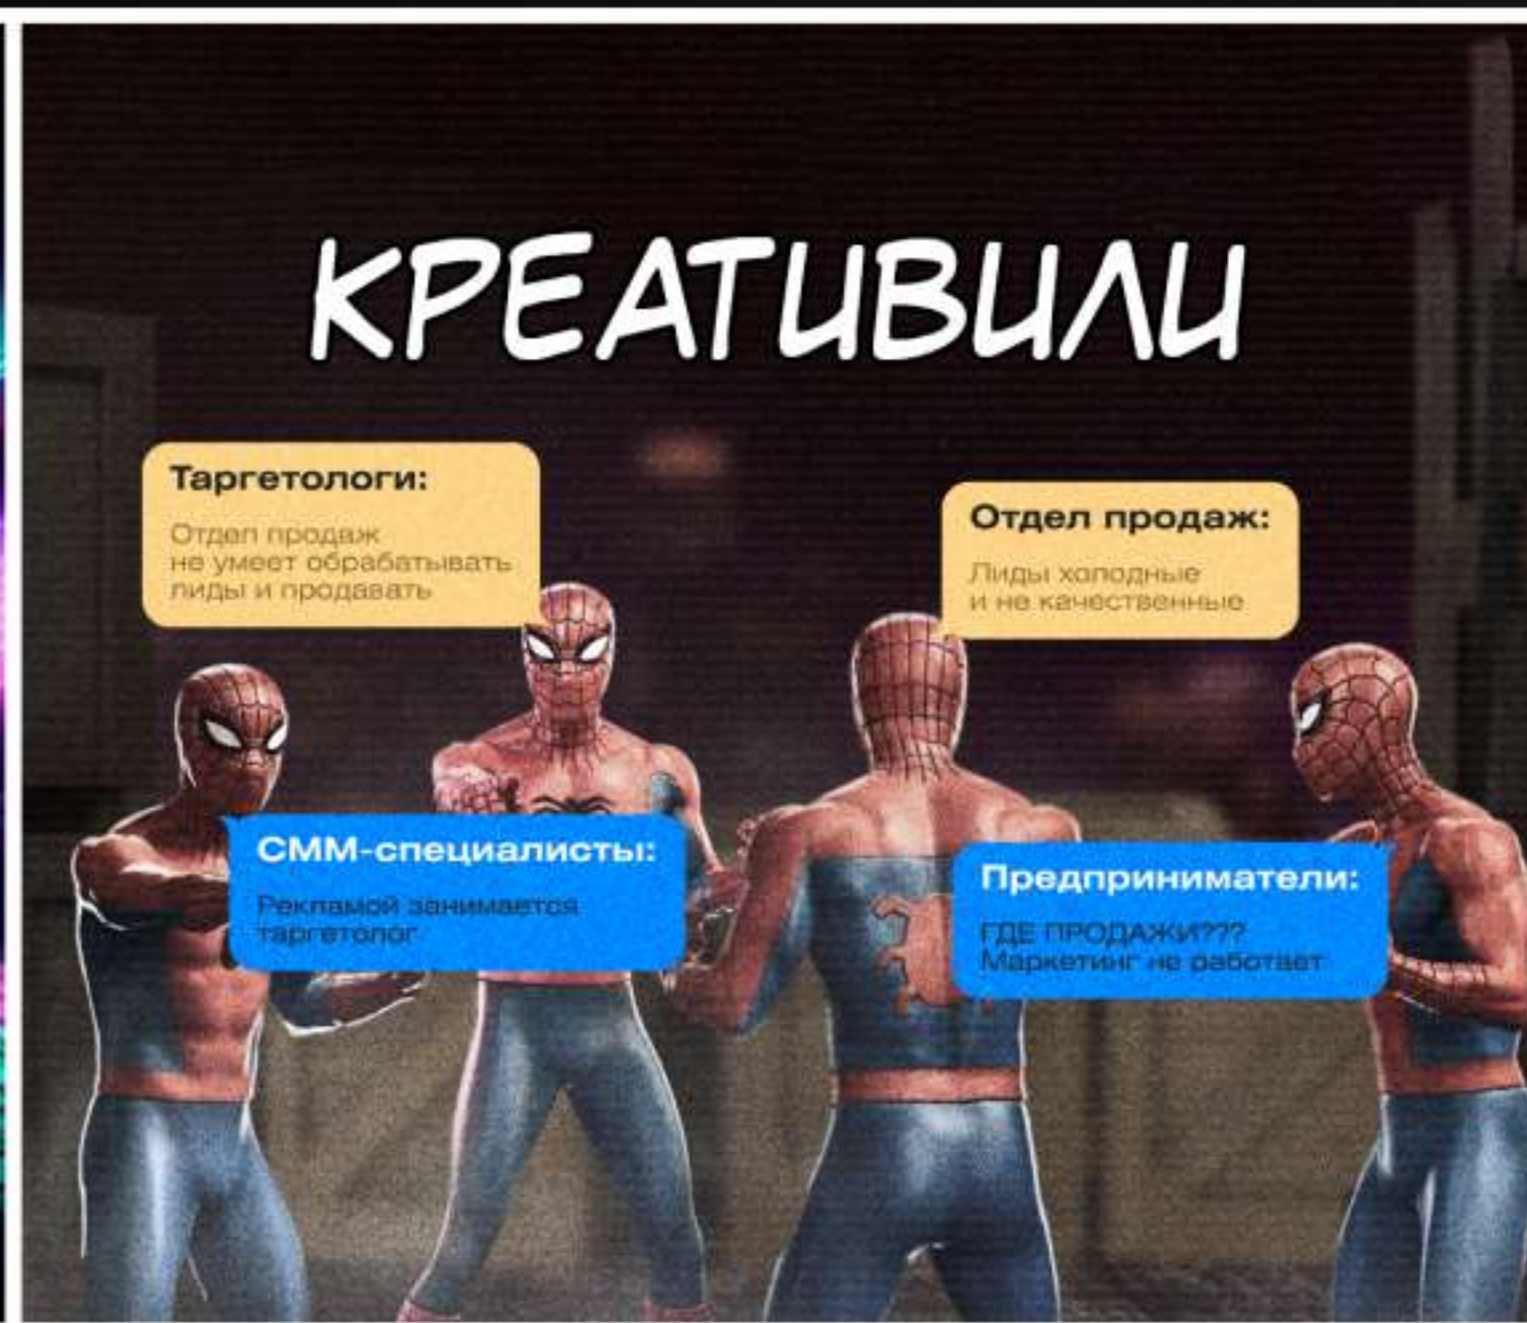 КРЕАТИВИЛИ
Таргетологи:
Отдел продаж
не умеет обрабатывать
лиды и продавать
Отдел продаж:
Лиды холодные
и не качественные
СММ-специалисты:
Рекламой занимается
таргетолог
Предприниматели:
ГДЕ ПРОДАЖИ???
Маркетинг не работает